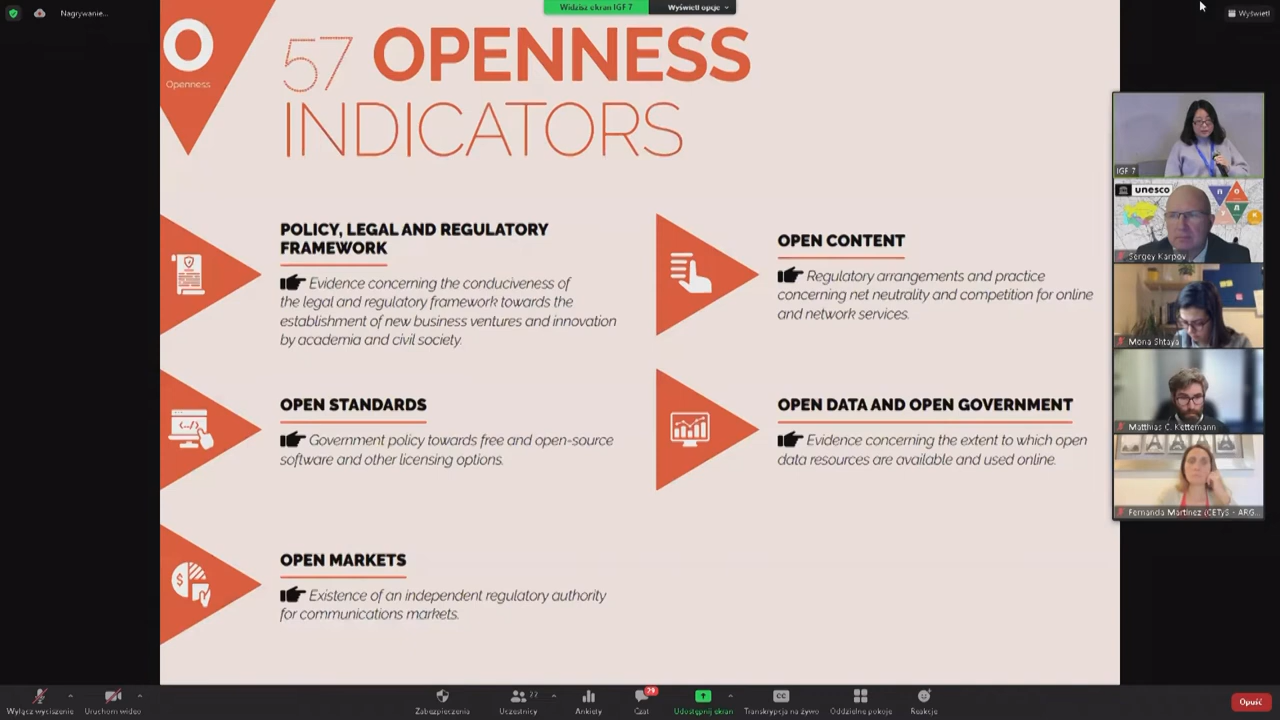 Nagrywanie...
Widzisz ekran IGF 7
Wyświetl opcje
Wyświetl
O
Openness
57 OPENNESS
INDICATORS
POLICY, LEGAL AND REGULATORY
FRAMEWORK
Evidence concerning the conduciveness of
the legal and regulatory framework towards the
establishment of new business ventures and innovation
by academia and civil society.
OPEN STANDARDS
Government policy towards free and open-source
software and other licensing options.
OPEN MARKETS
Existence of an independent regulatory authority
for communications markets.
OPEN CONTENT
Regulatory arrangements and practice
concerning net neutrality and competition for online
and network services.
OPEN DATA AND OPEN GOVERNMENT
Evidence concerning the extent to which open
data resources are available and used online.
IGF 7
unesco
Sergey Karpov
Mona Shtaya
Matthias C. Kettemann
Fernanda Martinez (CETyS - ARG...
Wyłącz wyciszenie
Uruchom wideo
Zabezpieczenia
Uczestnicy
77
Ankiety
Czat
29
Udostępnij ekran
Transkrypcja na żywo
Oddzielne pokoje
Reakcje
Opuść